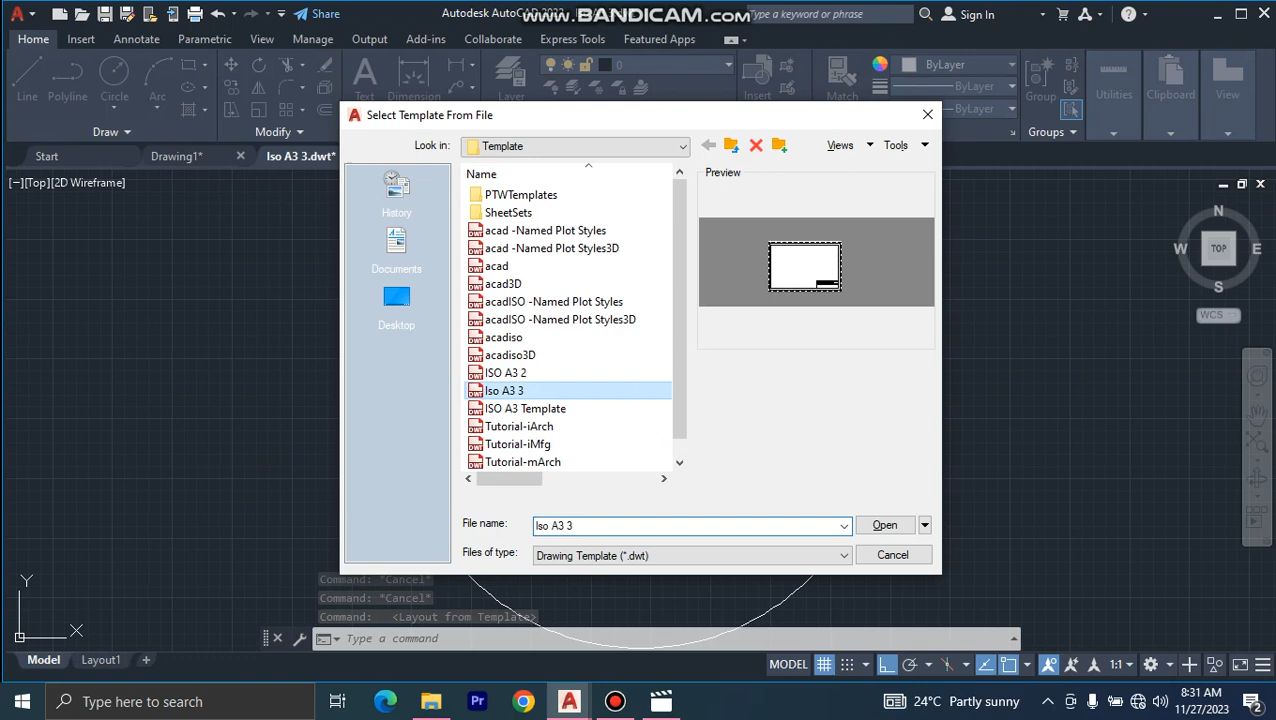 Share
Autodesk AutoCAD 2022
www.BANDICAM.com
Type a keyword or phrase
Sign In
Home Insert Annotate Parametric View Manage Output Add-ins Collaborate Express Tools Featured Apps
Line Polyline Circle Arc
Text Dimension
Layer
0
Insert
Match
ByLayer
ByLayer
ByLayer
Group
Utilities Clipboard View
Draw Modify Groups
Start Drawing1* Iso A3 3.dwt*
[−][Top][2D Wireframe]
Select Template From File
Look in: Template Views Tools
Name
Preview
PTWTemplates
SheetSets
acad -Named Plot Styles
acad -Named Plot Styles3D
acad
acad3D
acadISO -Named Plot Styles
acadISO -Named Plot Styles3D
acadiso
acadiso3D
ISO A3 2
Iso A3 3
ISO A3 Template
Tutorial-iArch
Tutorial-iMfg
Tutorial-mArch
History
Documents
Desktop
File name: Iso A3 3 Open
Files of type: Drawing Template (*.dwt) Cancel
N
W TOP E
S
WCS
Y
X
Command: *Cancel*
Command: *Cancel*
Command: <Layout from Template>
Type a command
Model Layout1 + MODEL 1:1
Type here to search
Pr
24°C Partly sunny
8:31 AM
11/27/2023
2